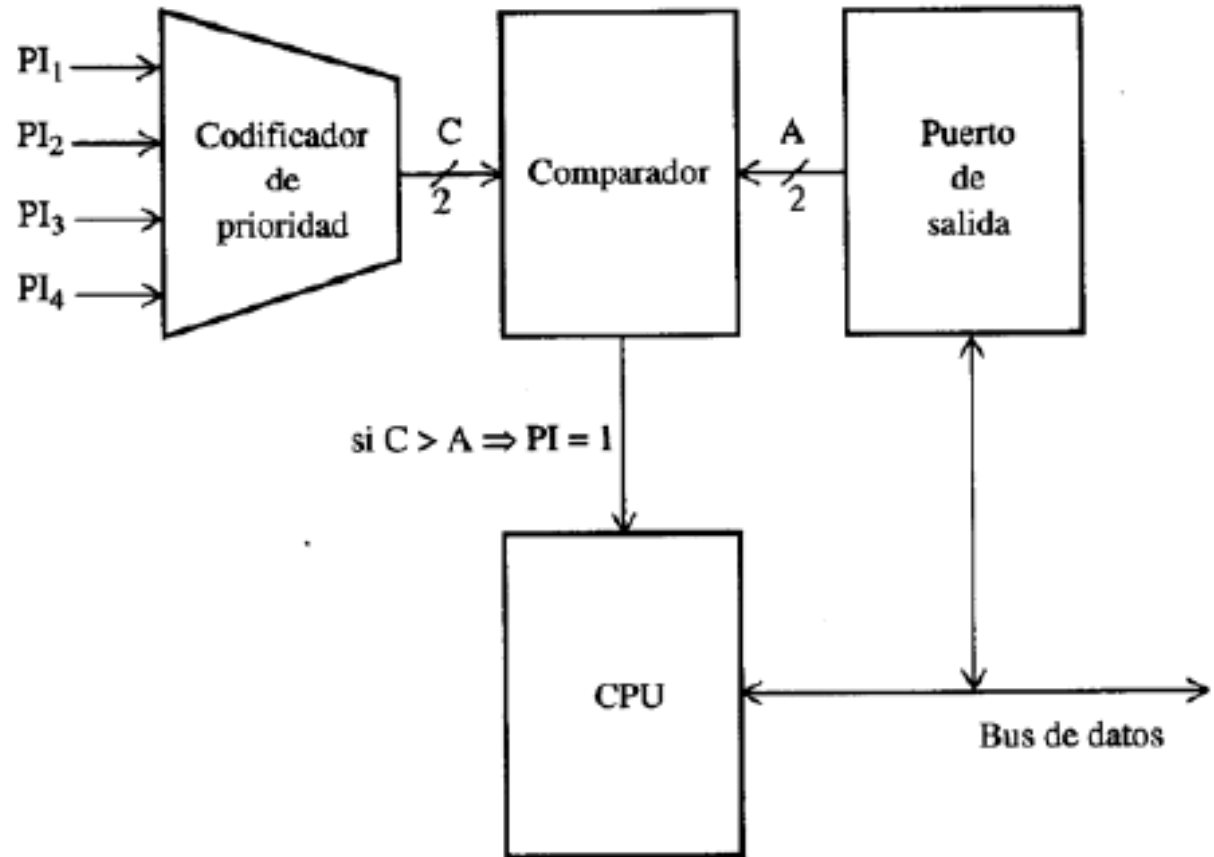 PI1
PI2
PI3
PI4
Codificador
de
prioridad
C
2
Comparador
A
2
Puerto
de
salida
si C > A ⇒ PI = 1
CPU
Bus de datos